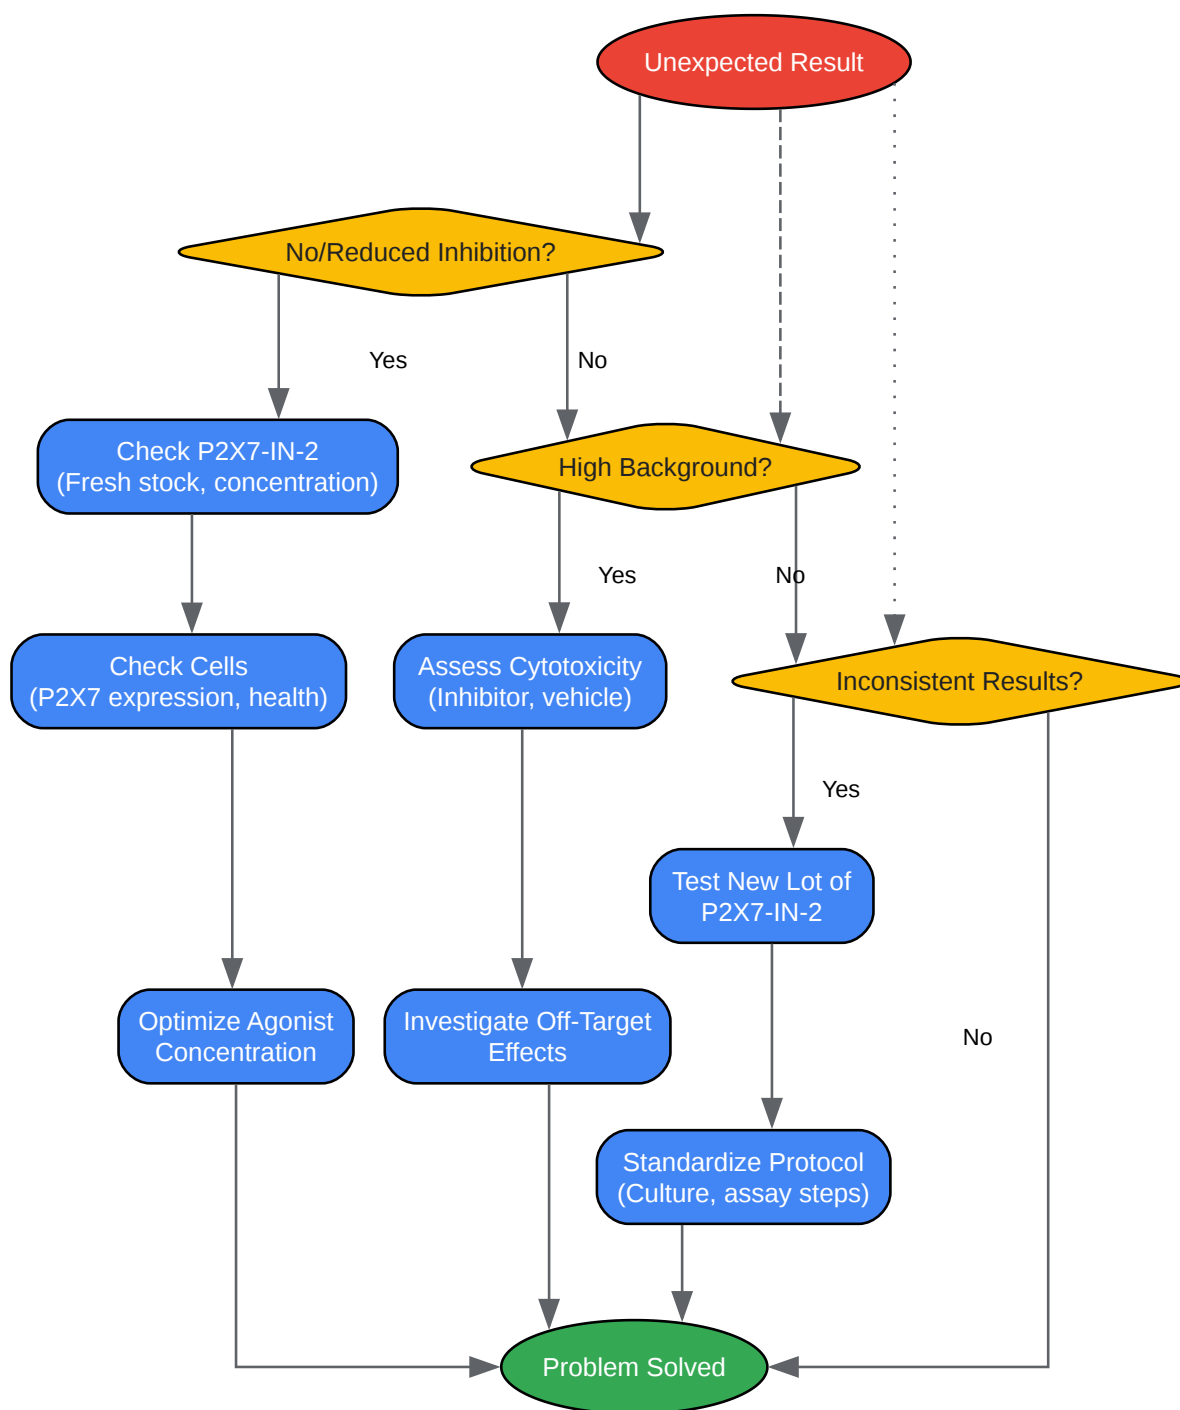 Unexpected Result
No/Reduced Inhibition?
Yes
No
Check P2X7-IN-2
(Fresh stock, concentration)
High Background?
Yes
No
Check Cells
(P2X7 expression, health)
Assess Cytotoxicity
(Inhibitor, vehicle)
Inconsistent Results?
Yes
Test New Lot of
P2X7-IN-2
Optimize Agonist
Concentration
Investigate Off-Target
Effects
No
Standardize Protocol
(Culture, assay steps)
Problem Solved